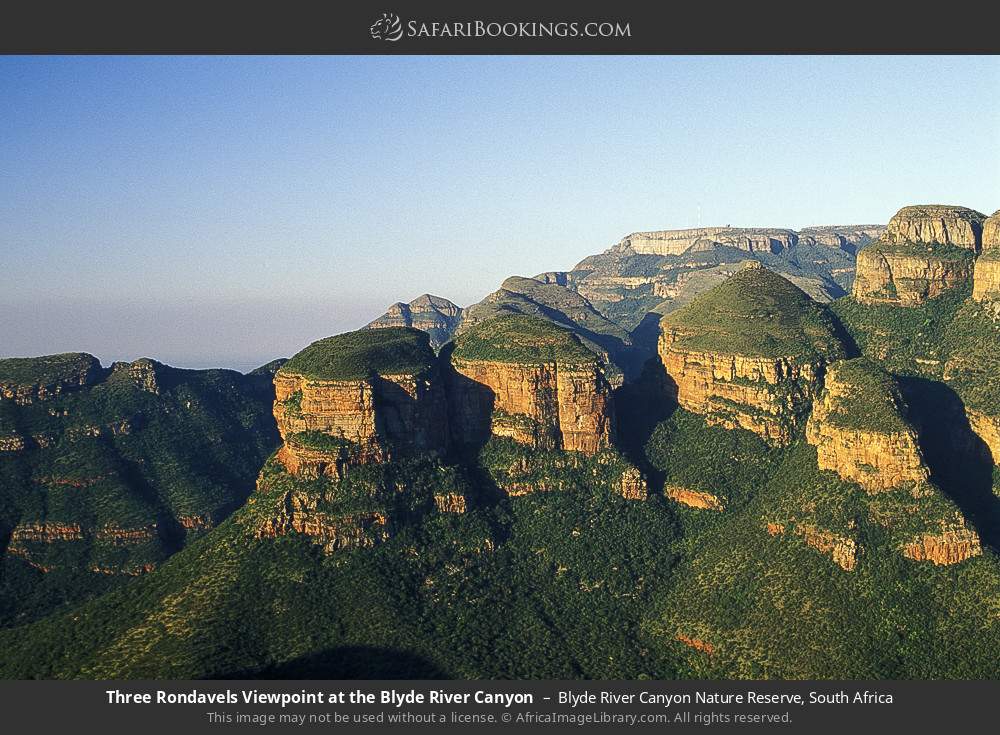 SafariBookings.com
Three Rondavels Viewpoint at the Blyde River Canyon – Blyde River Canyon Nature Reserve, South Africa
This image may not be used without a license. © AfricaImageLibrary.com. All rights reserved.